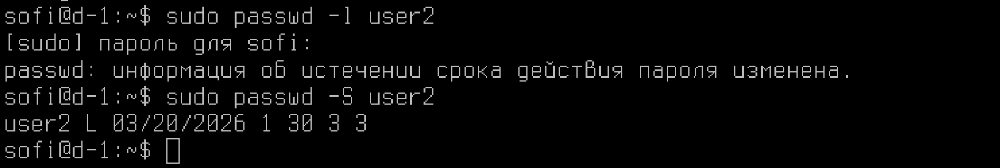 sofi@d-1:~$ sudo passwd -l user2
[sudo] пароль для sofi:
passwd: информация об истечении срока действия пароля изменена.
sofi@d-1:~$ sudo passwd -S user2
user2 L 03/20/2026 1 30 3 3
sofi@d-1:~$